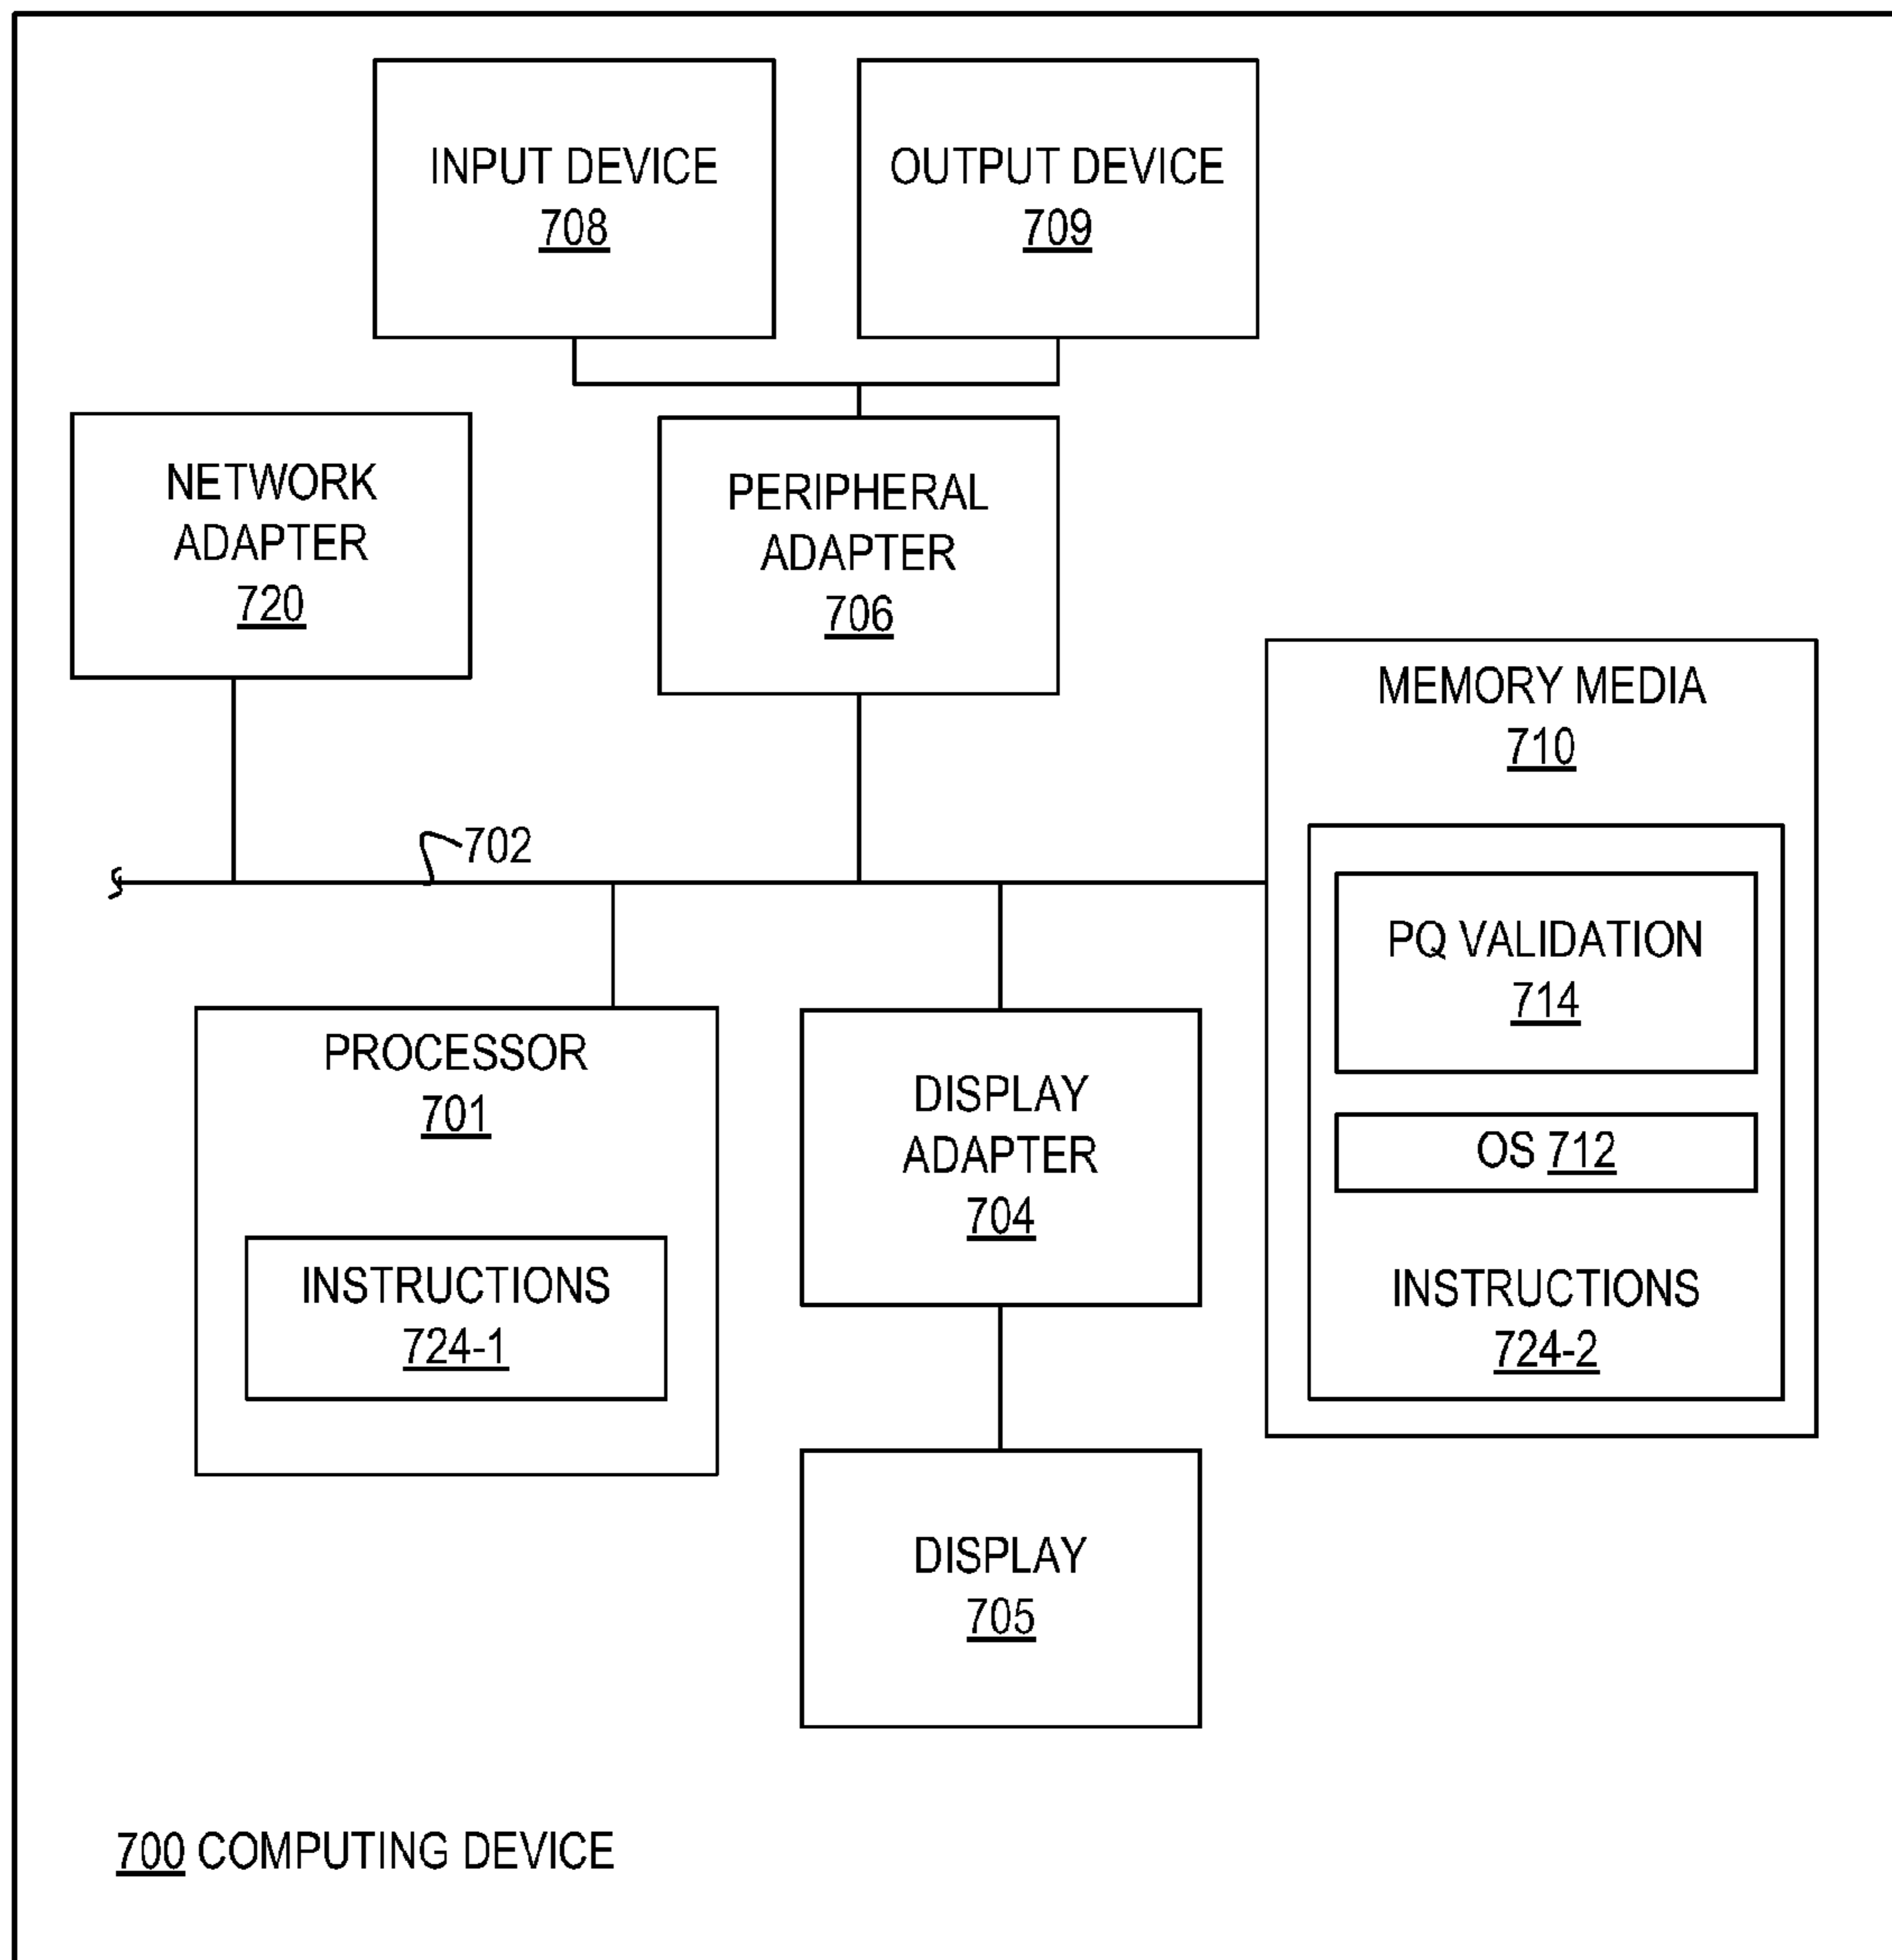 INPUT DEVICE
708
OUTPUT DEVICE
709
NETWORK
ADAPTER
720
PERIPHERAL
ADAPTER
706
MEMORY MEDIA
710
702
PQ VALIDATION
714
OS 712
INSTRUCTIONS
724-2
PROCESSOR
701
INSTRUCTIONS
724-1
DISPLAY
ADAPTER
704
DISPLAY
705
700 COMPUTING DEVICE